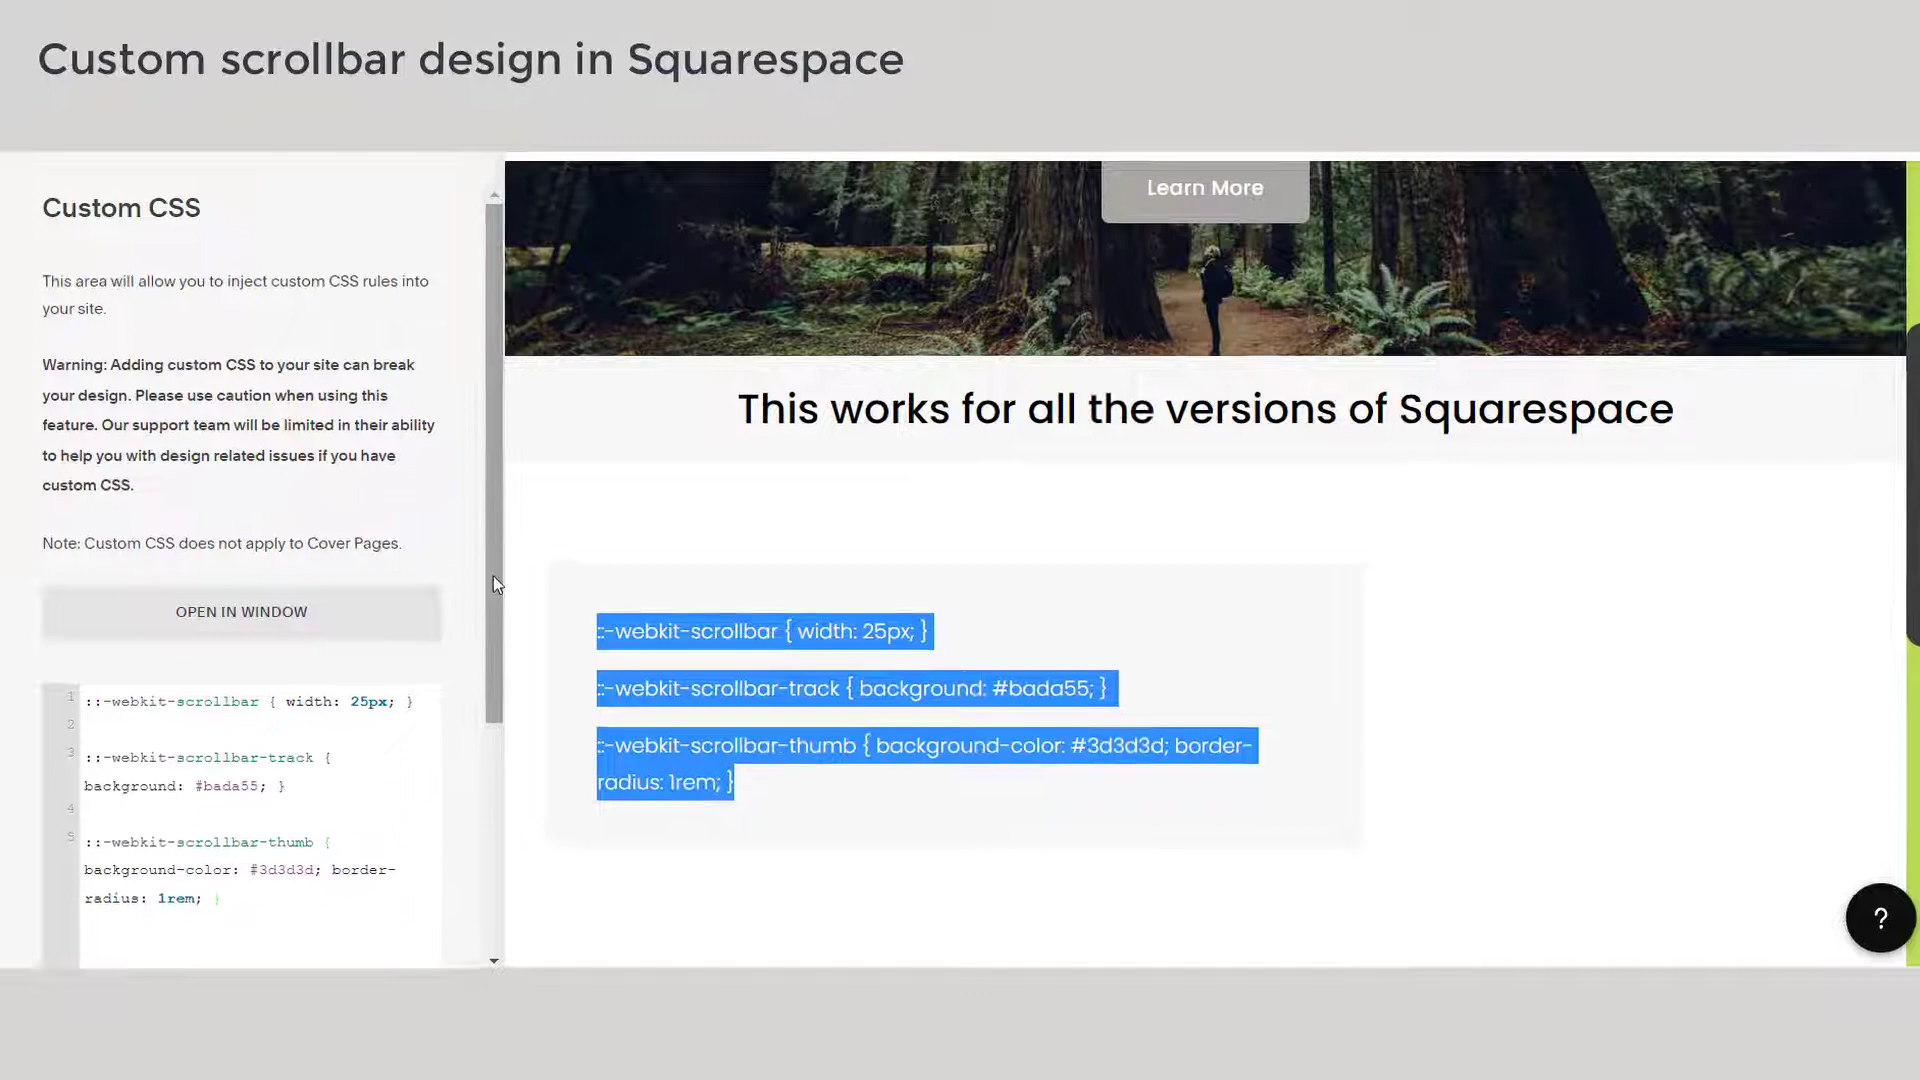 Custom scrollbar design in Squarespace
Custom CSS
This area will allow you to inject custom CSS rules into
your site.
Warning: Adding custom CSS to your site can break
your design. Please use caution when using this
feature. Our support team will be limited in their ability
to help you with design related issues if you have
custom CSS.
Note: Custom CSS does not apply to Cover Pages.
OPEN IN WINDOW
1 ::-webkit-scrollbar { width: 25px; }
2
3 ::-webkit-scrollbar-track {
background: #bada55; }
4
5 ::-webkit-scrollbar-thumb {
background-color: #3d3d3d; border-
radius: 1rem; }
Learn More
This works for all the versions of Squarespace
::-webkit-scrollbar { width: 25px; }
::-webkit-scrollbar-track { background: #bada55; }
::-webkit-scrollbar-thumb { background-color: #3d3d3d; border-
radius: 1rem; }
?